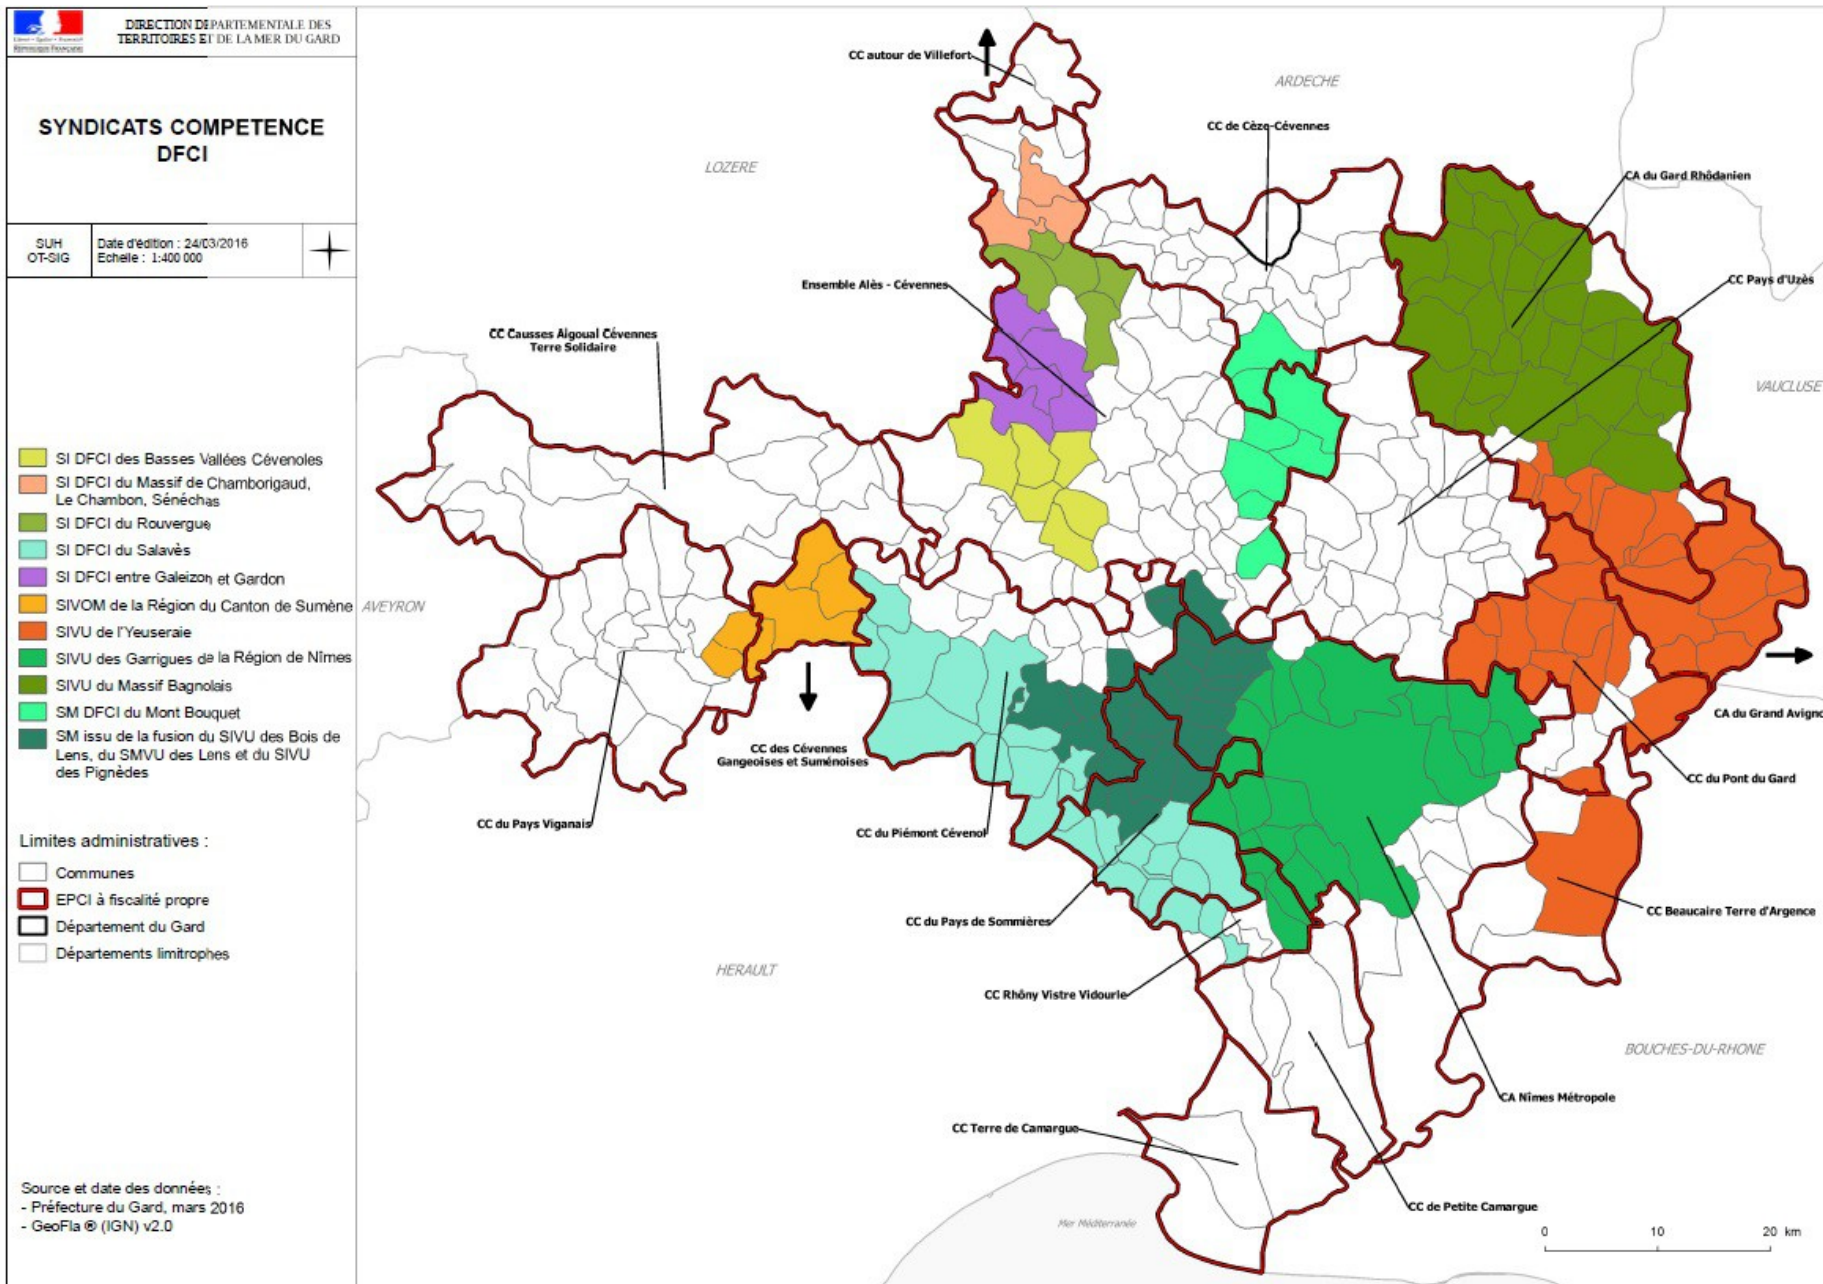 Liberté • Égalité • Fraternité
RÉPUBLIQUE FRANÇAISE
DIRECTION DEPARTEMENTALE DES
TERRITOIRES ET DE LA MER DU GARD
SYNDICATS COMPETENCE
DFCI
SUH
OT-SIG
Date d'édition : 24/03/2016
Echelle : 1:400 000
SI DFCI des Basses Vallées Cévenoles
SI DFCI du Massif de Chamborigaud,
Le Chambon, Sénéchas
SI DFCI du Rouvergue
SI DFCI du Salavès
SI DFCI entre Galeizon et Gardon
SIVOM de la Région du Canton de Sumène
SIVU de l'Yeuseraie
SIVU des Garrigues de la Région de Nîmes
SIVU du Massif Bagnolais
SM DFCI du Mont Bouquet
SM issu de la fusion du SIVU des Bois de
Lens, du SMVU des Lens et du SIVU
des Pignèdes
Limites administratives :
Communes
EPCI à fiscalité propre
Département du Gard
Départements limitrophes
Source et date des données :
- Préfecture du Gard, mars 2016
- GeoFla ® (IGN) v2.0
CC autour de Villefort
ARDECHE
CC de Cèze-Cévennes
LOZERE
CA du Gard Rhôdanien
Ensemble Alès - Cévennes
CC Pays d'Uzès
CC Causses Aigoual Cévennes
Terre Solidaire
VAUCLUSE
AVEYRON
CA du Grand Avigno
CC des Cévennes
Gangeoises et Suménoises
CC du Pont du Gard
CC du Pays Viganais
CC du Piémont Cévenol
CC Beaucaire Terre d'Argence
CC du Pays de Sommières
HERAULT
CC Rhôny Vistre Vidourle
BOUCHES-DU-RHONE
CA Nîmes Métropole
CC Terre de Camargue
CC de Petite Camargue
Mer Méditerranée
0 10 20 km